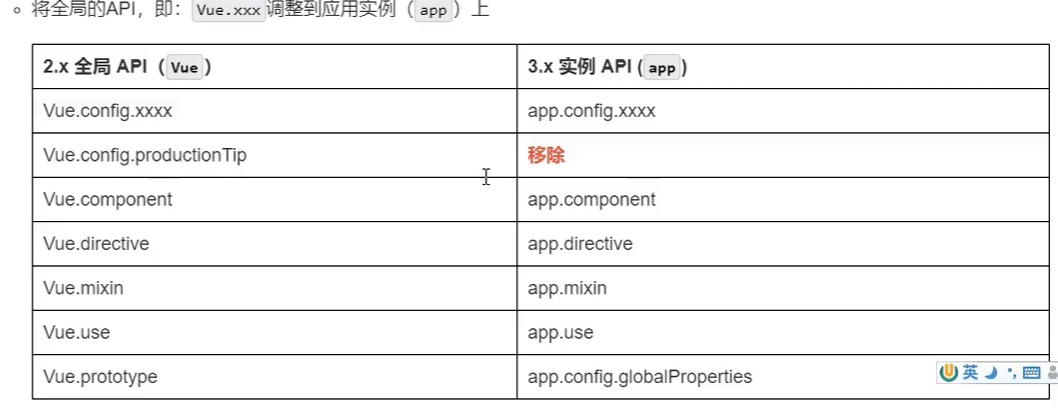 将全局的API，即：Vue.xxx调整到应用实例（app）上
2.x 全局 API（Vue）
3.x 实例 API (app)
Vue.config.xxxx
app.config.xxxx
Vue.config.productionTip
移除
Vue.component
app.component
Vue.directive
app.directive
Vue.mixin
app.mixin
Vue.use
app.use
Vue.prototype
app.config.globalProperties
英